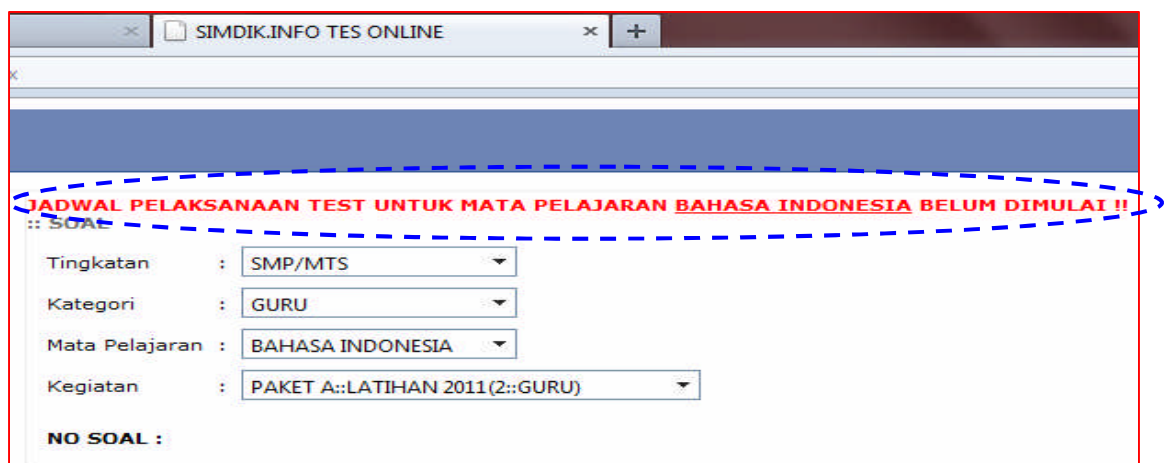 SIMDIK.INFO TES ONLINE
JADWAL PELAKSANAAN TEST UNTUK MATA PELAJARAN BAHASA INDONESIA BELUM DIMULAI !!
:: SOAL
Tingkatan : SMP/MTS
Kategori : GURU
Mata Pelajaran : BAHASA INDONESIA
Kegiatan : PAKET A::LATIHAN 2011(2::GURU)
NO SOAL :